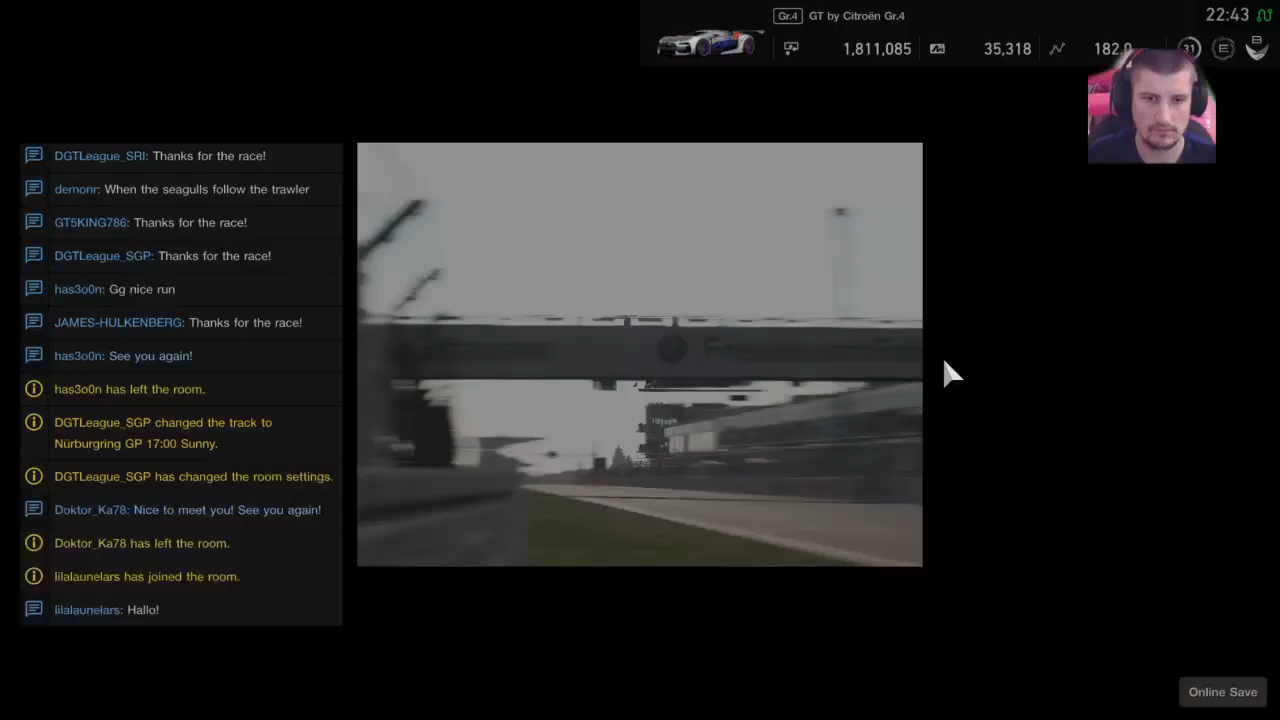 Gr.4 GT by Citroën Gr.4
22:43
1,811,085
35,318
182.0
31
E
B
DGTLeague_SRI: Thanks for the race!
demonr: When the seagulls follow the trawler
GT5KING786: Thanks for the race!
DGTLeague_SGP: Thanks for the race!
has3o0n: Gg nice run
JAMES-HULKENBERG: Thanks for the race!
has3o0n: See you again!
has3o0n has left the room.
DGTLeague_SGP changed the track to
Nürburgring GP 17:00 Sunny.
DGTLeague_SGP has changed the room settings.
Doktor_Ka78: Nice to meet you! See you again!
Doktor_Ka78 has left the room.
lilalaunelars has joined the room.
lilalaunelars: Hallo!
Online Save